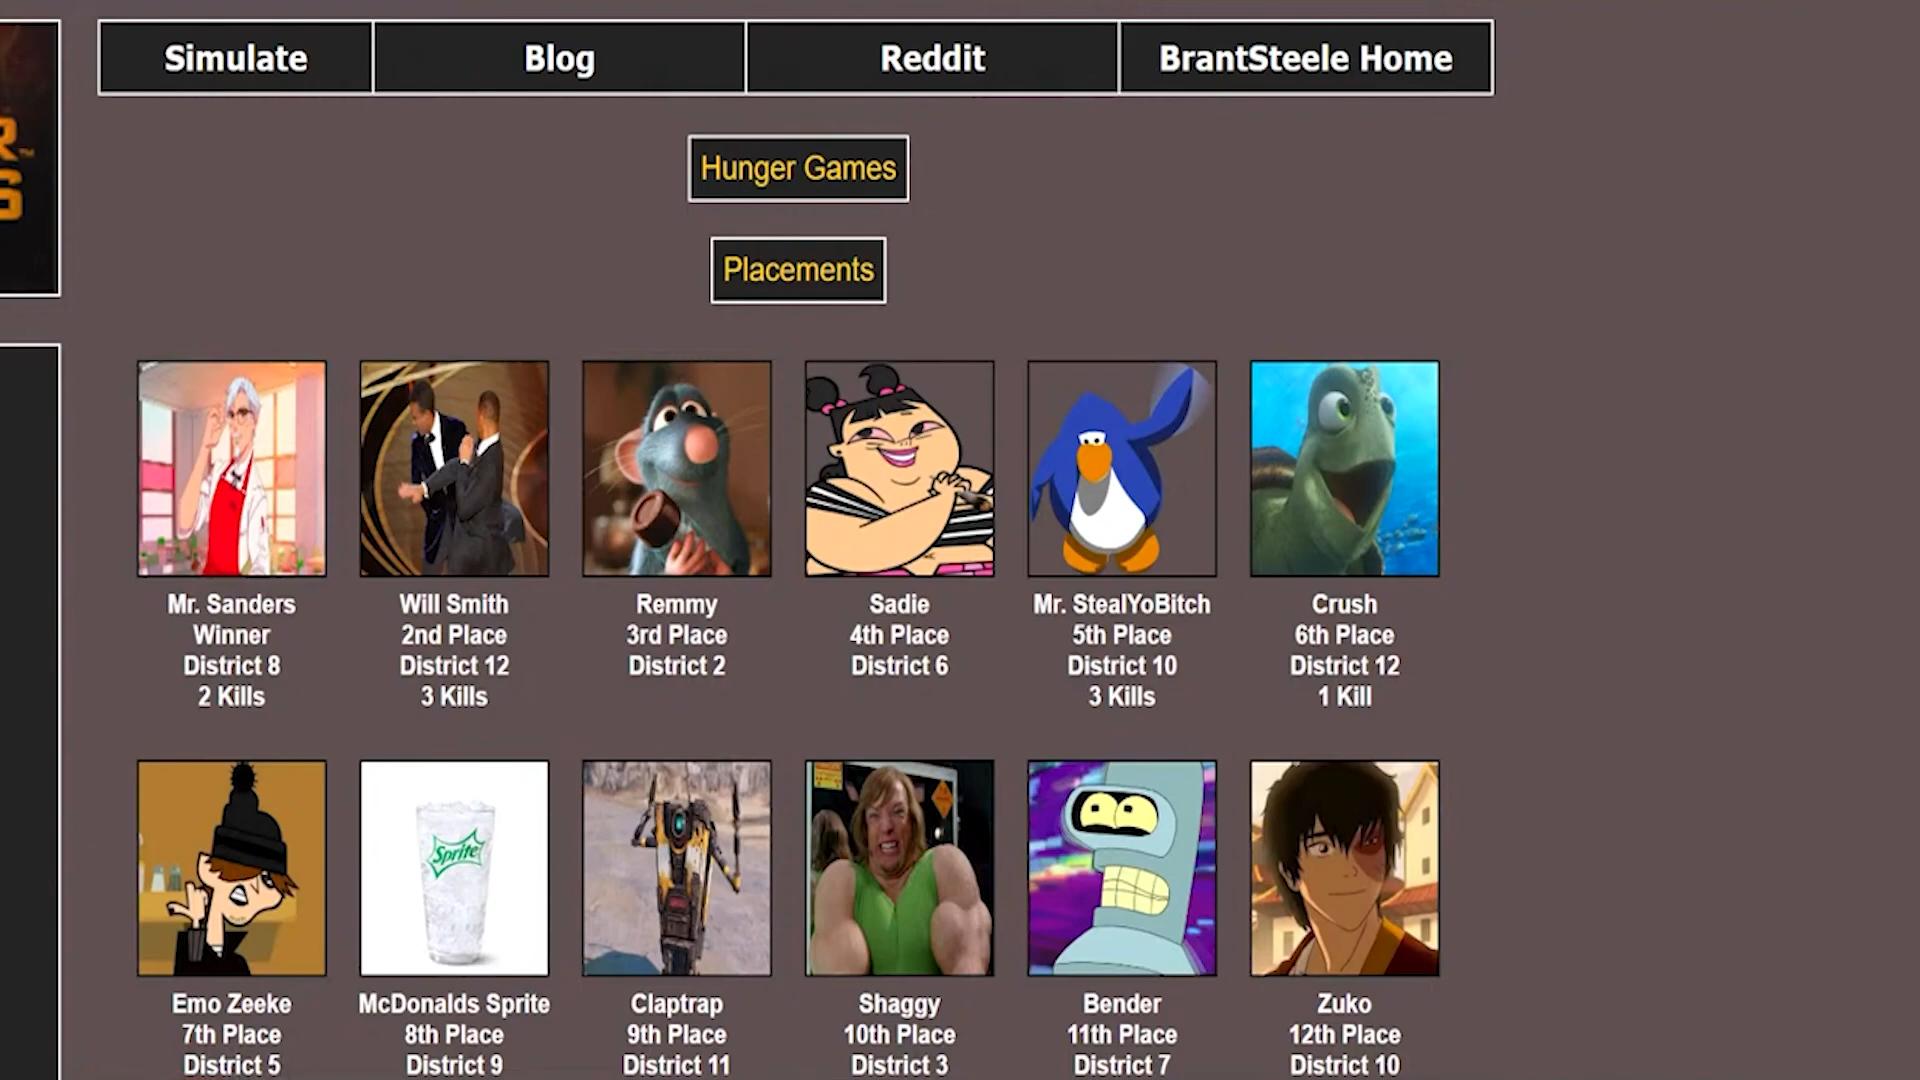 Simulate
Blog
Reddit
BrantSteele Home
R™
S
Hunger Games
Placements
Mr. Sanders
Winner
District 8
2 Kills
Will Smith
2nd Place
District 12
3 Kills
Remmy
3rd Place
District 2
Sadie
4th Place
District 6
Mr. StealYoBitch
5th Place
District 10
3 Kills
Crush
6th Place
District 12
1 Kill
Sprite
Emo Zeeke
7th Place
District 5
McDonalds Sprite
8th Place
District 9
Claptrap
9th Place
District 11
Shaggy
10th Place
District 3
Bender
11th Place
District 7
Zuko
12th Place
District 10